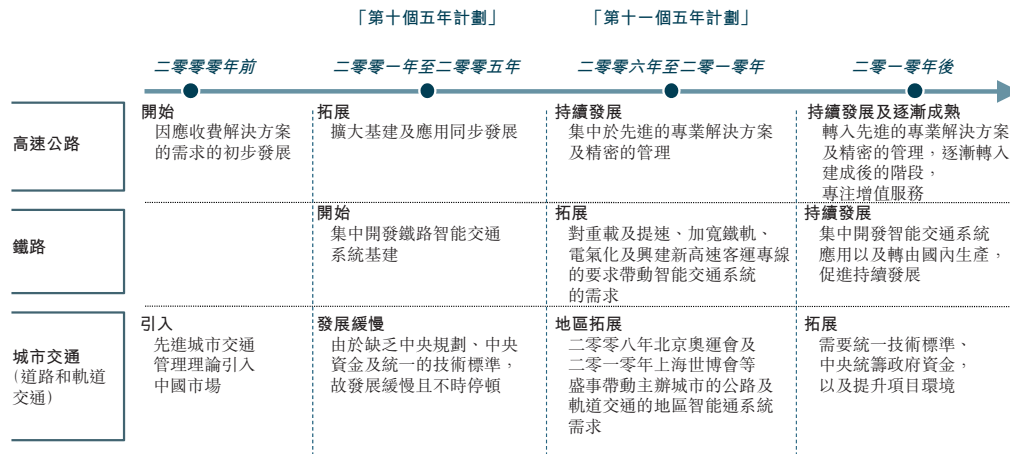 「第十個五年計劃」
「第十一個五年計劃」
二零零零年前
二零零一年至二零零五年
二零零六年至二零一零年
二零一零年後
高速公路
開始
因應收費解決方案
的需求的初步發展
拓展
擴大基建及應用同步發展
持續發展
集中於先進的專業解決方案
及精密的管理
持續發展及逐漸成熟
轉入先進的專業解決方案
及精密的管理，逐漸轉入
建成後的階段，
專注增值服務
鐵路
開始
集中開發鐵路智能交通
系統基建
拓展
對重載及提速、加寬鐵軌、
電氣化及興建新高速客運專線
的要求帶動智能交通系統
的需求
持續發展
集中開發智能交通系統
應用以及轉由國內生產，
促進持續發展
城市交通
(道路和軌道
交通)
引入
先進城市交通
管理理論引入
中國市場
發展緩慢
由於缺乏中央規劃、中央
資金及統一的技術標準，
故發展緩慢且不時停頓
地區拓展
二零零八年北京奧運會及
二零一零年上海世博會等
盛事帶動主辦城市的公路及
軌道交通的地區智能通系統
需求
拓展
需要統一技術標準、
中央統籌政府資金，
以及提升項目環境